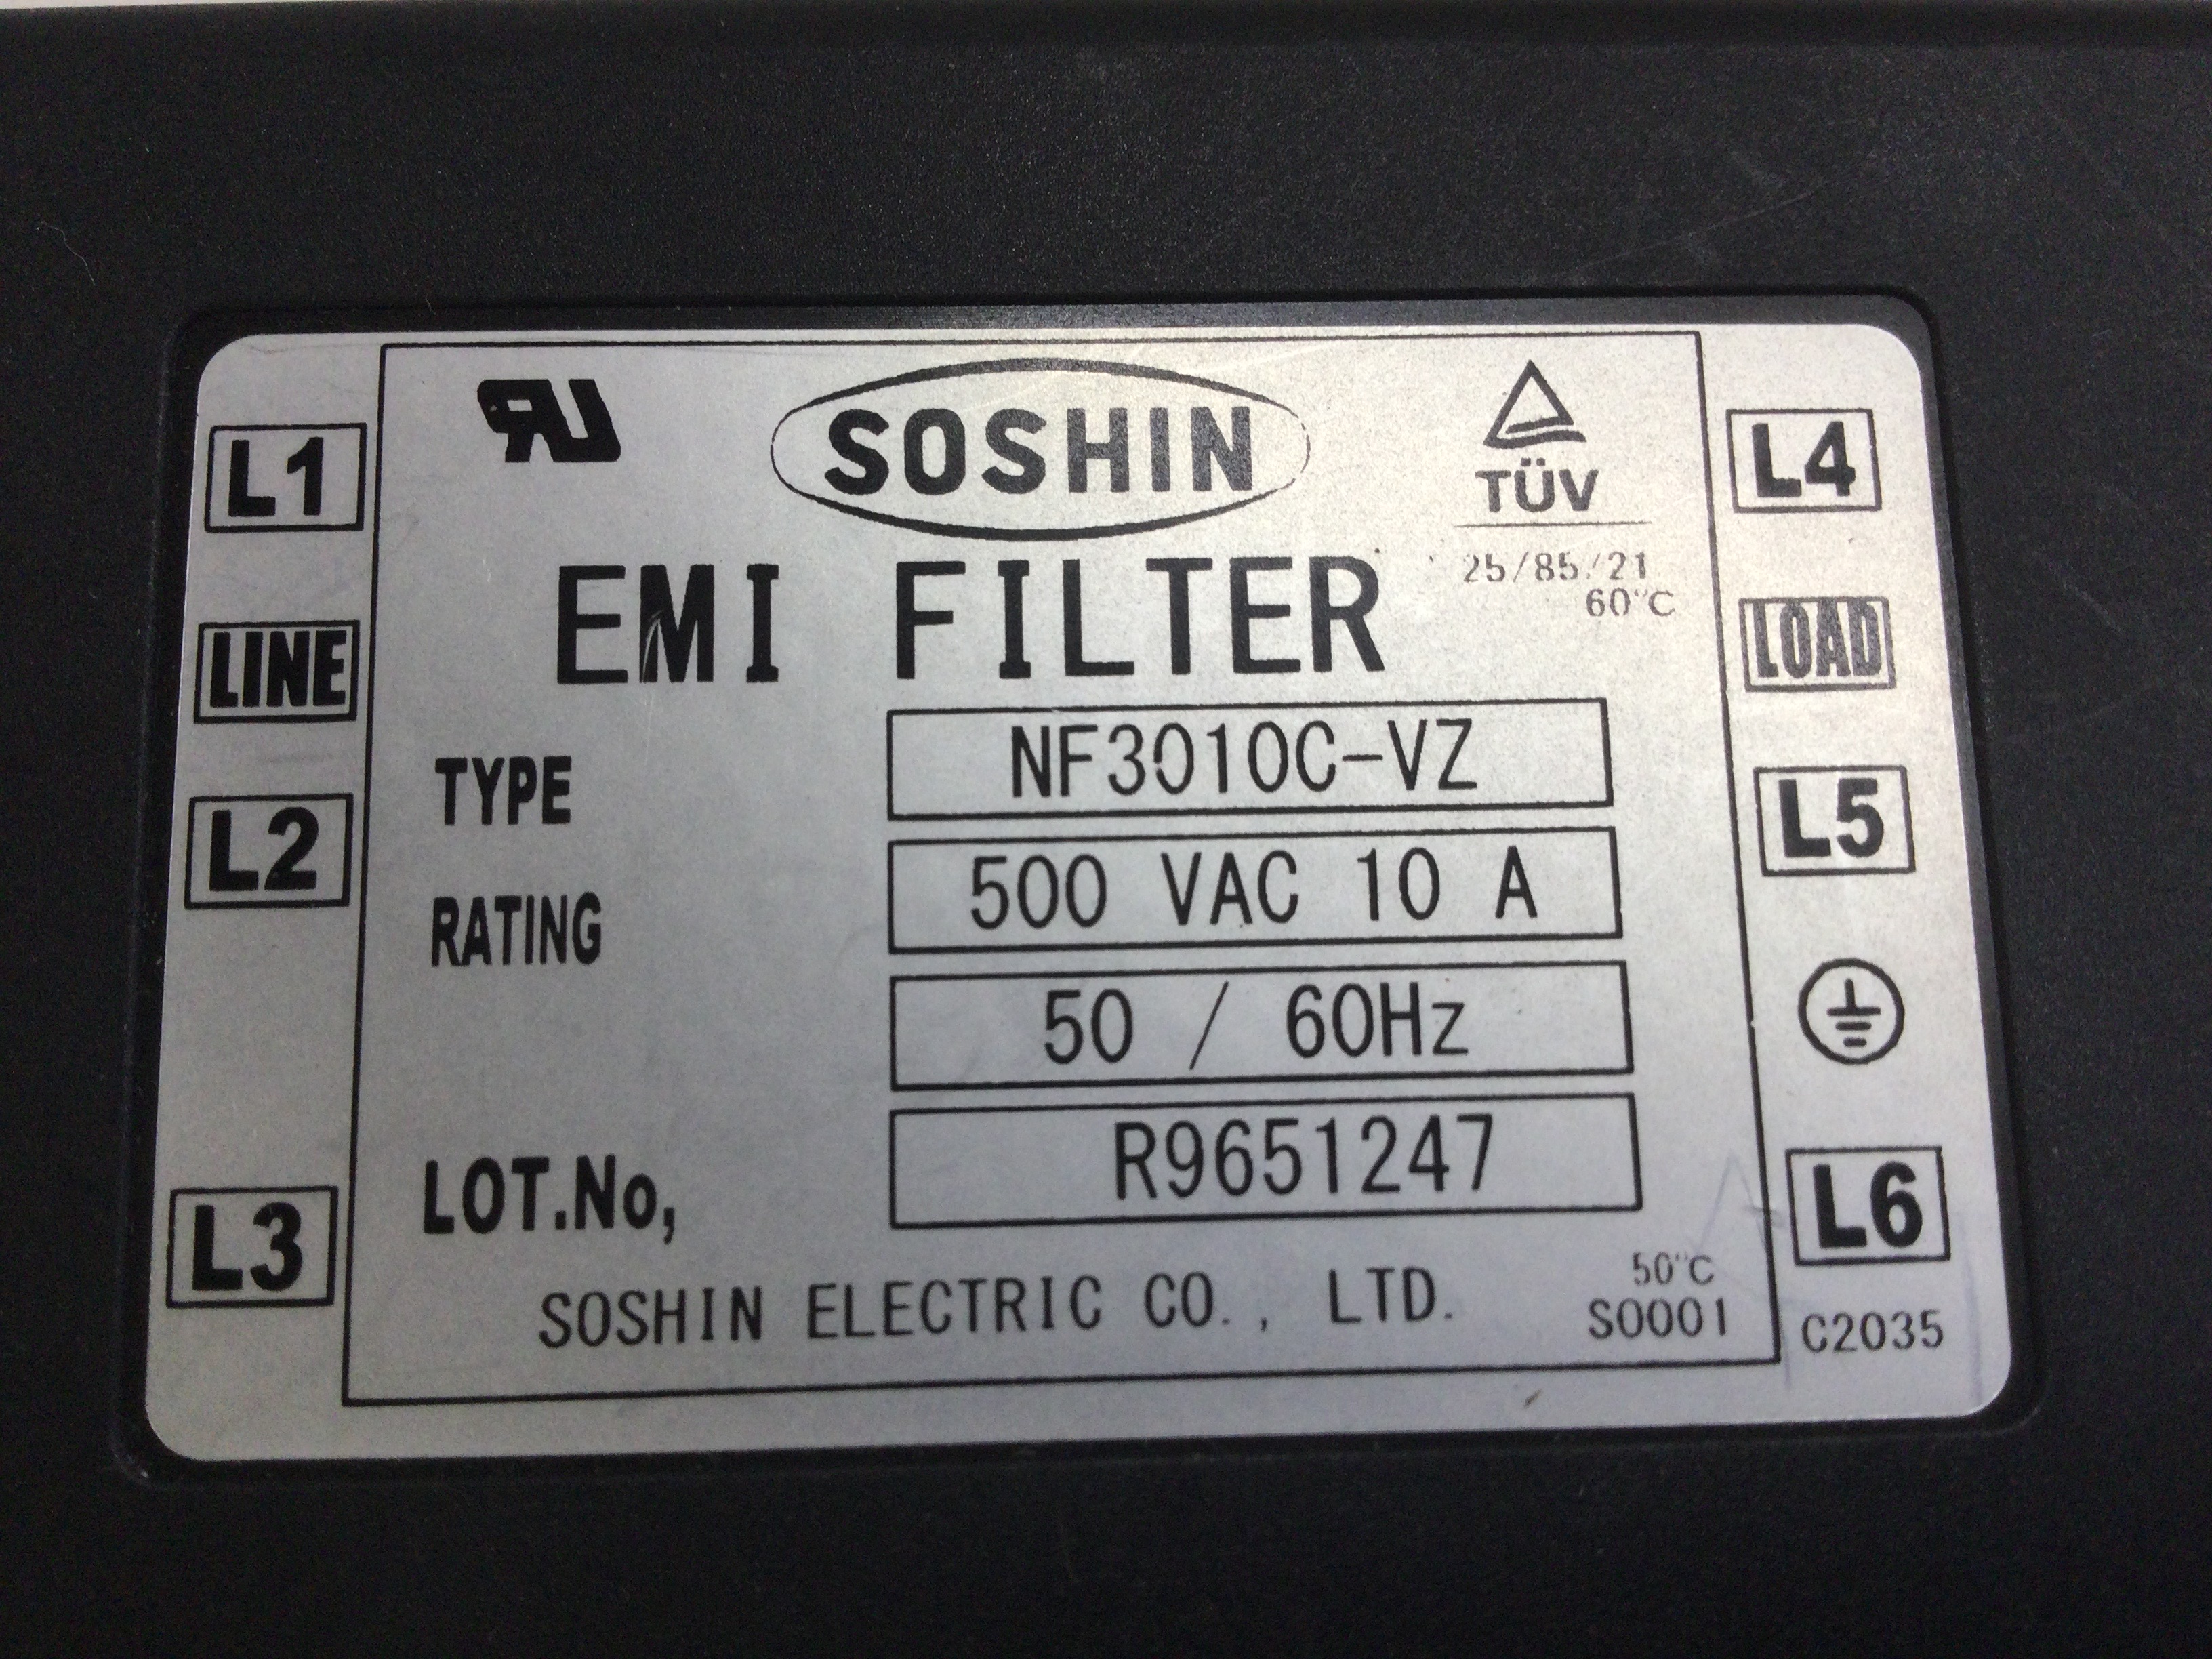 RU
SOSHIN
TÜV
25/85/21
60°C
EMI FILTER
L1
LINE
L2
L3
TYPE
NF3010C-VZ
RATING
500 VAC 10 A
50 / 60Hz
LOT.No,
R9651247
SOSHIN ELECTRIC CO., LTD.
50°C
S0001
L4
LOAD
L5
L6
C2035